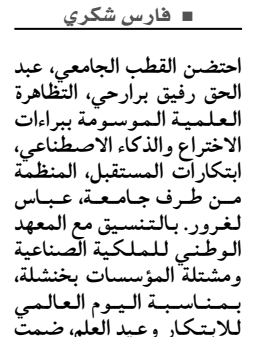 ■ فارس شكري
احتضن القطب الجامعي، عبد
الحق رفيق برارحي، التظاهرة
العلمية الموسومة ببراءات
الاختراع والذكاء الاصطناعي،
ابتكارات المستقبل، المنظمة
من طرف جامعة، عباس
لغرور. بالتنسيق مع المعهد
الوطني للملكية الصناعية
ومشتلة المؤسسات بخنشلة،
بمناسبة اليوم العالمي
للابتكار وعيد العلم، ضمت